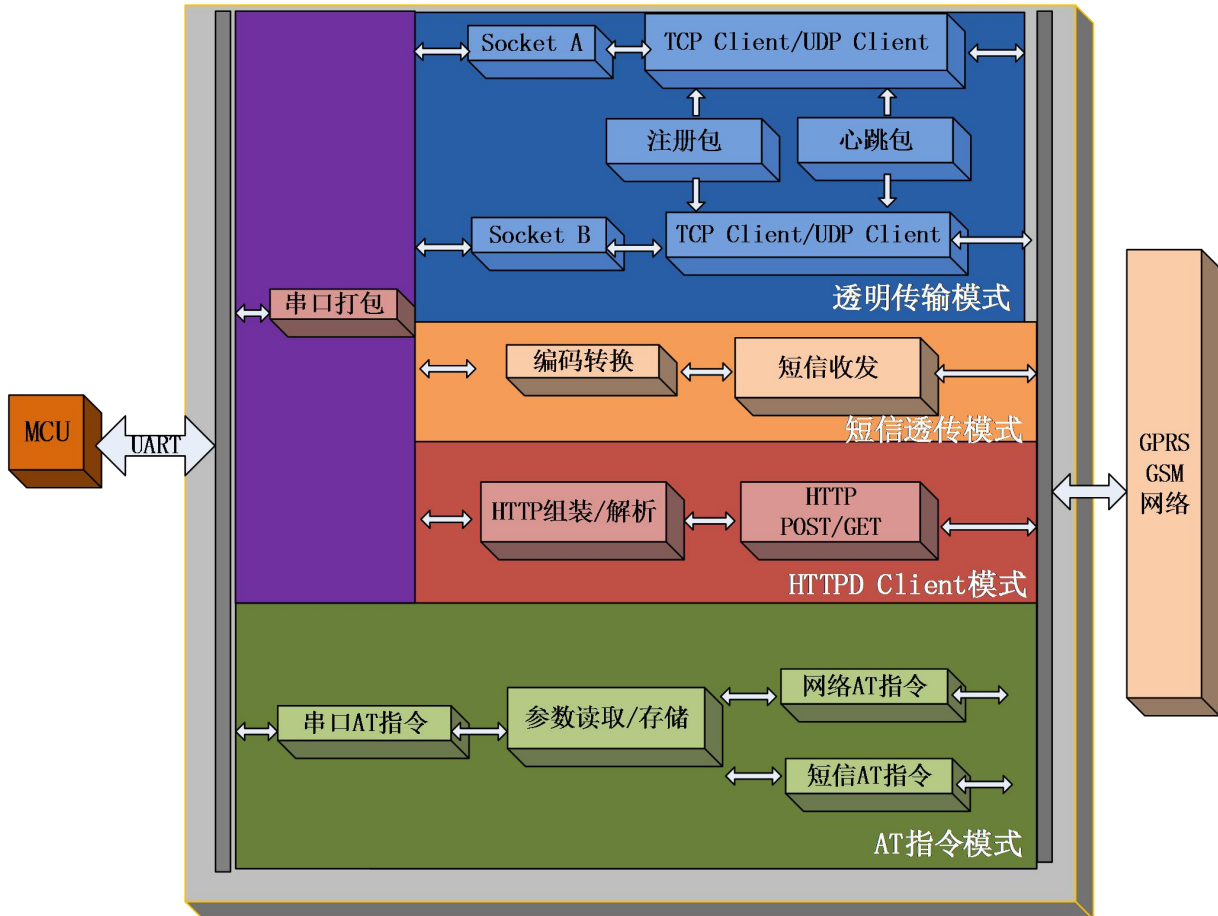 Socket A
TCP Client/UDP Client
注册包
心跳包
Socket B
TCP Client/UDP Client
透明传输模式
串口打包
编码转换
短信收发
短信透传模式
MCU
UART
HTTP组装/解析
HTTP
POST/GET
HTTPD Client模式
GPRS
GSM
网络
串口AT指令
参数读取/存储
网络AT指令
短信AT指令
AT指令模式